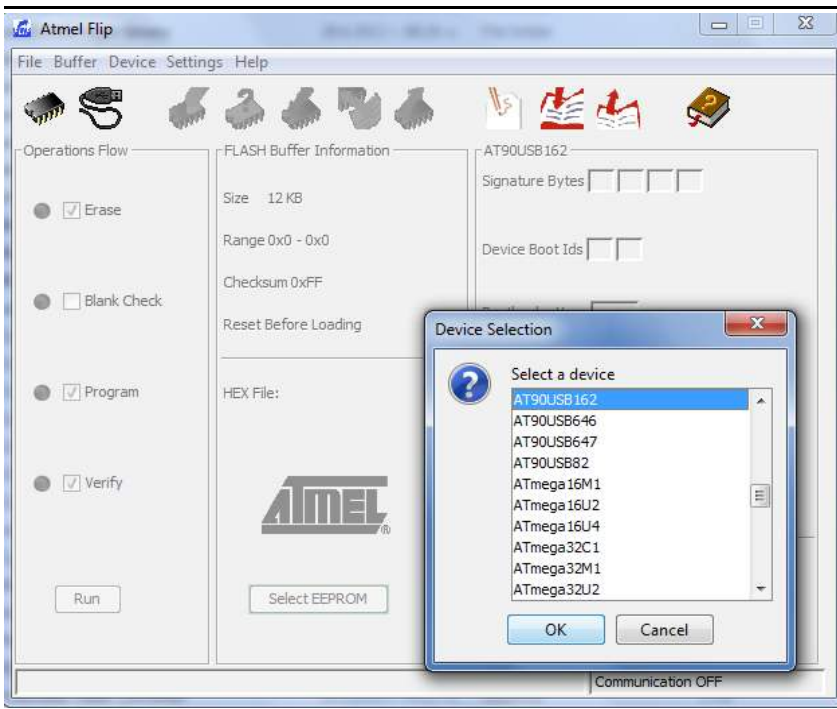 Atmel Flip
File Buffer Device Settings Help
Operations Flow
Erase
Blank Check
Program
Verify
Run
FLASH Buffer Information
Size 12 KB
Range 0x0 - 0x0
Checksum 0xFF
Reset Before Loading
HEX File:
ATMEL
®
Select EEPROM
AT90USB162
Signature Bytes
Device Boot Ids
Device Selection
Select a device
AT90USB162
AT90USB646
AT90USB647
AT90USB82
ATmega16M1
ATmega16U2
ATmega16U4
ATmega32C1
ATmega32M1
ATmega32U2
OK Cancel
Communication OFF